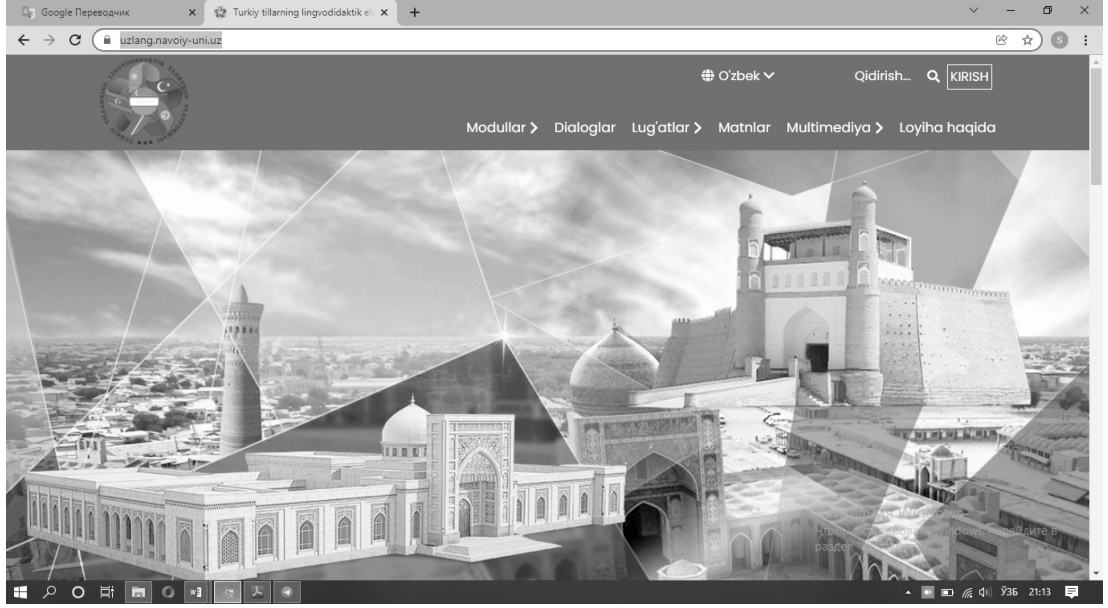 Google Переводчик
Turkiy tillarning lingvodidaktik el
uzlang.navoiy-uni.uz
S
O'zbek
Qidirish...
KIRISH
Modullar
Dialoglar
Lug'atlar
Matnlar
Multimediya
Loyiha haqida
ЎЗБ
21:13